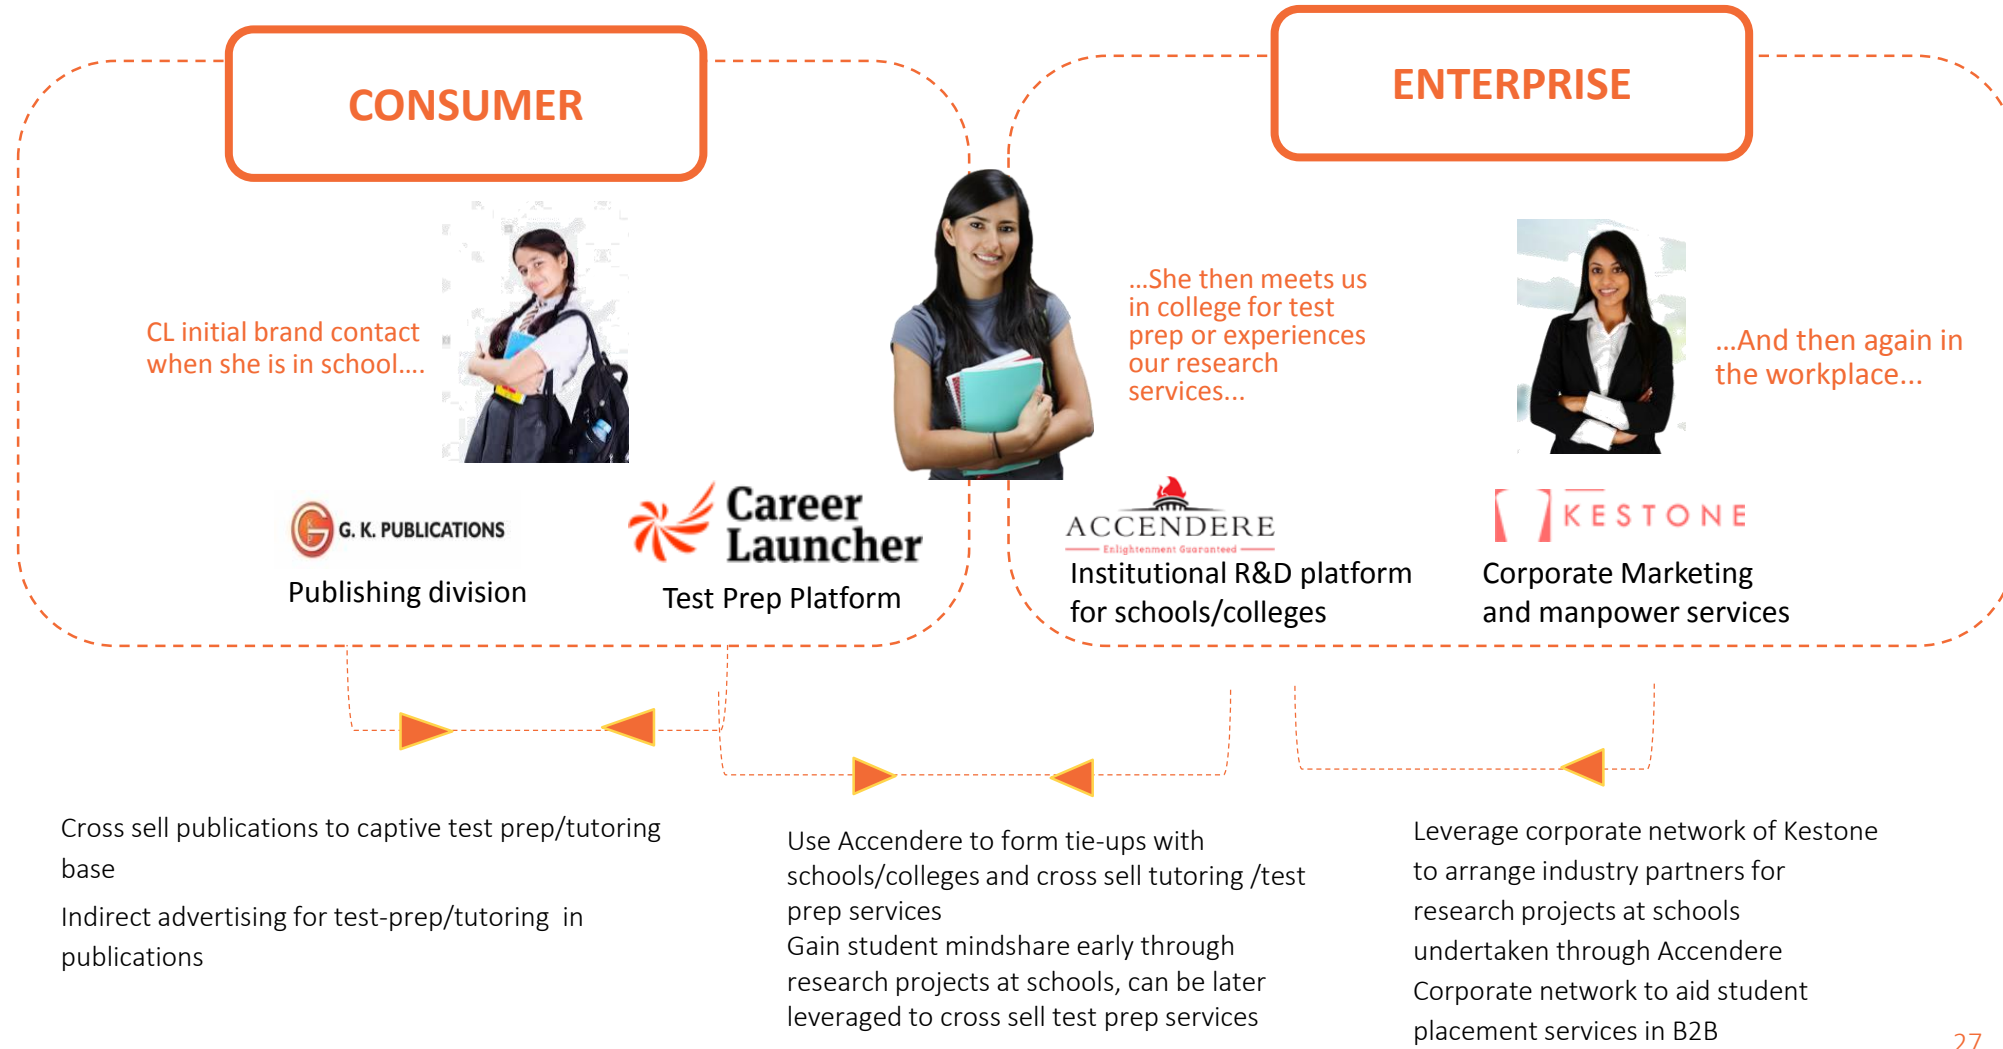 CONSUMER
ENTERPRISE
CL initial brand contact
when she is in school....
...She then meets us
in college for test
prep or experiences
our research
services...
...And then again in
the workplace...
G. K. PUBLICATIONS
Publishing division
Career
Launcher
Test Prep Platform
ACCENDERE
Enlightenment Guaranteed
Institutional R&D platform
for schools/colleges
KESTONE
Corporate Marketing
and manpower services
Cross sell publications to captive test prep/tutoring
base
Indirect advertising for test-prep/tutoring in
publications
Use Accendere to form tie-ups with
schools/colleges and cross sell tutoring /test
prep services
Gain student mindshare early through
research projects at schools, can be later
leveraged to cross sell test prep services
Leverage corporate network of Kestone
to arrange industry partners for
research projects at schools
undertaken through Accendere
Corporate network to aid student
placement services in B2B
27